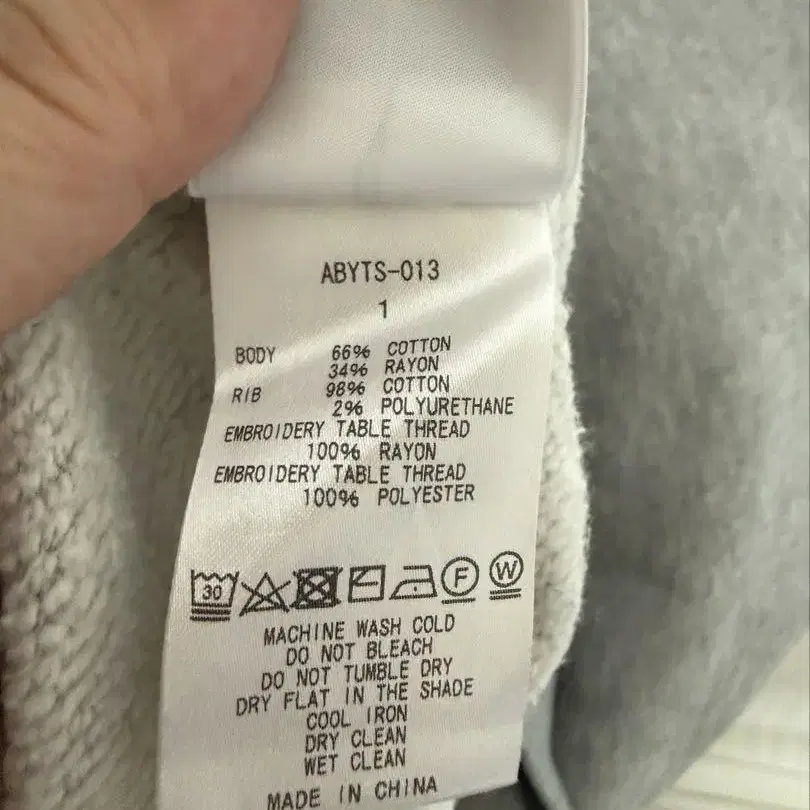 ABYTS-013
1
BODY 66% COTTON
34% RAYON
RIB 98% COTTON
2% POLYURETHANE
EMBROIDERY TABLE THREAD
100% RAYON
EMBROIDERY TABLE THREAD
100% POLYESTER
30 F W
MACHINE WASH COLD
DO NOT BLEACH
DO NOT TUMBLE DRY
DRY FLAT IN THE SHADE
COOL IRON
DRY CLEAN
WET CLEAN
MADE IN CHINA